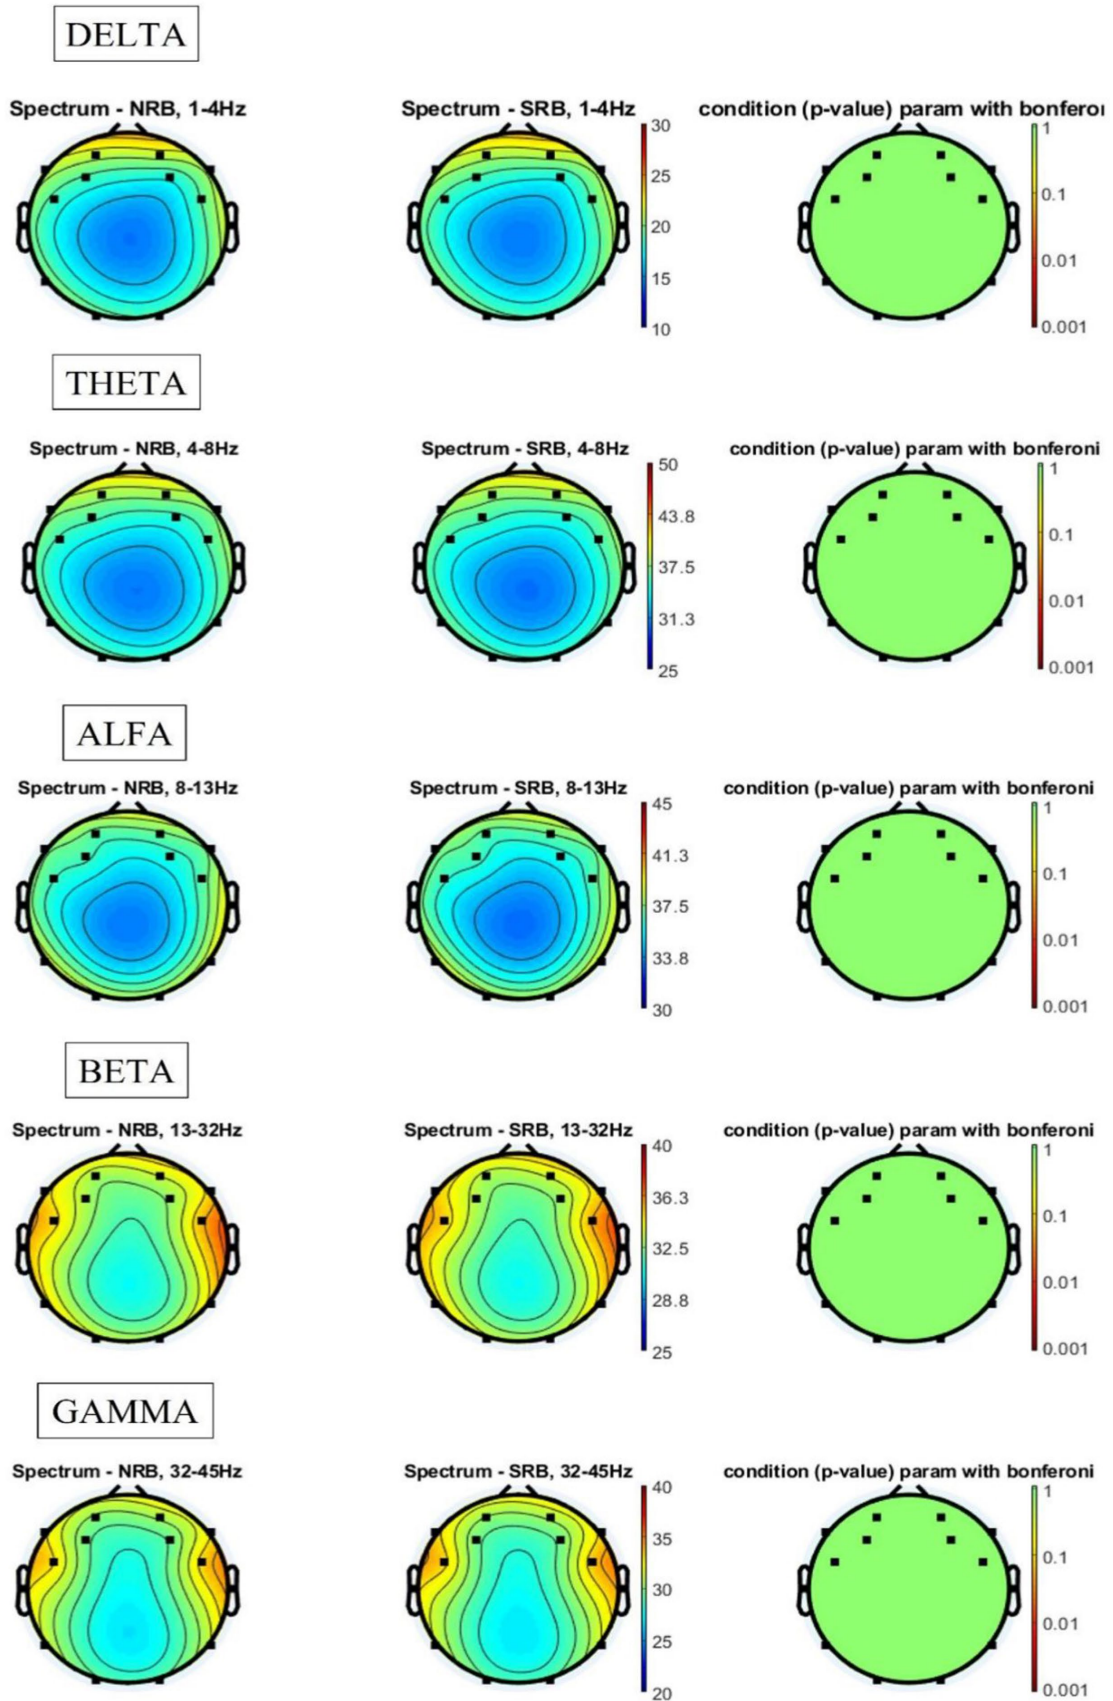 DELTA
Spectrum - NRB, 1-4Hz
Spectrum - SRB, 1-4Hz
condition (p-value) param with bonferoi
30
25
20
15
10
1
0.1
0.01
0.001
THETA
Spectrum - NRB, 4-8Hz
Spectrum - SRB, 4-8Hz
condition (p-value) param with bonferoni
50
43.8
37.5
31.3
25
1
0.1
0.01
0.001
ALFA
Spectrum - NRB, 8-13Hz
Spectrum - SRB, 8-13Hz
condition (p-value) param with bonferoni
45
41.3
37.5
33.8
30
1
0.1
0.01
0.001
BETA
Spectrum - NRB, 13-32Hz
Spectrum - SRB, 13-32Hz
condition (p-value) param with bonferoni
40
36.3
32.5
28.8
25
1
0.1
0.01
0.001
GAMMA
Spectrum - NRB, 32-45Hz
Spectrum - SRB, 32-45Hz
condition (p-value) param with bonferoni
40
35
30
25
20
1
0.1
0.01
0.001